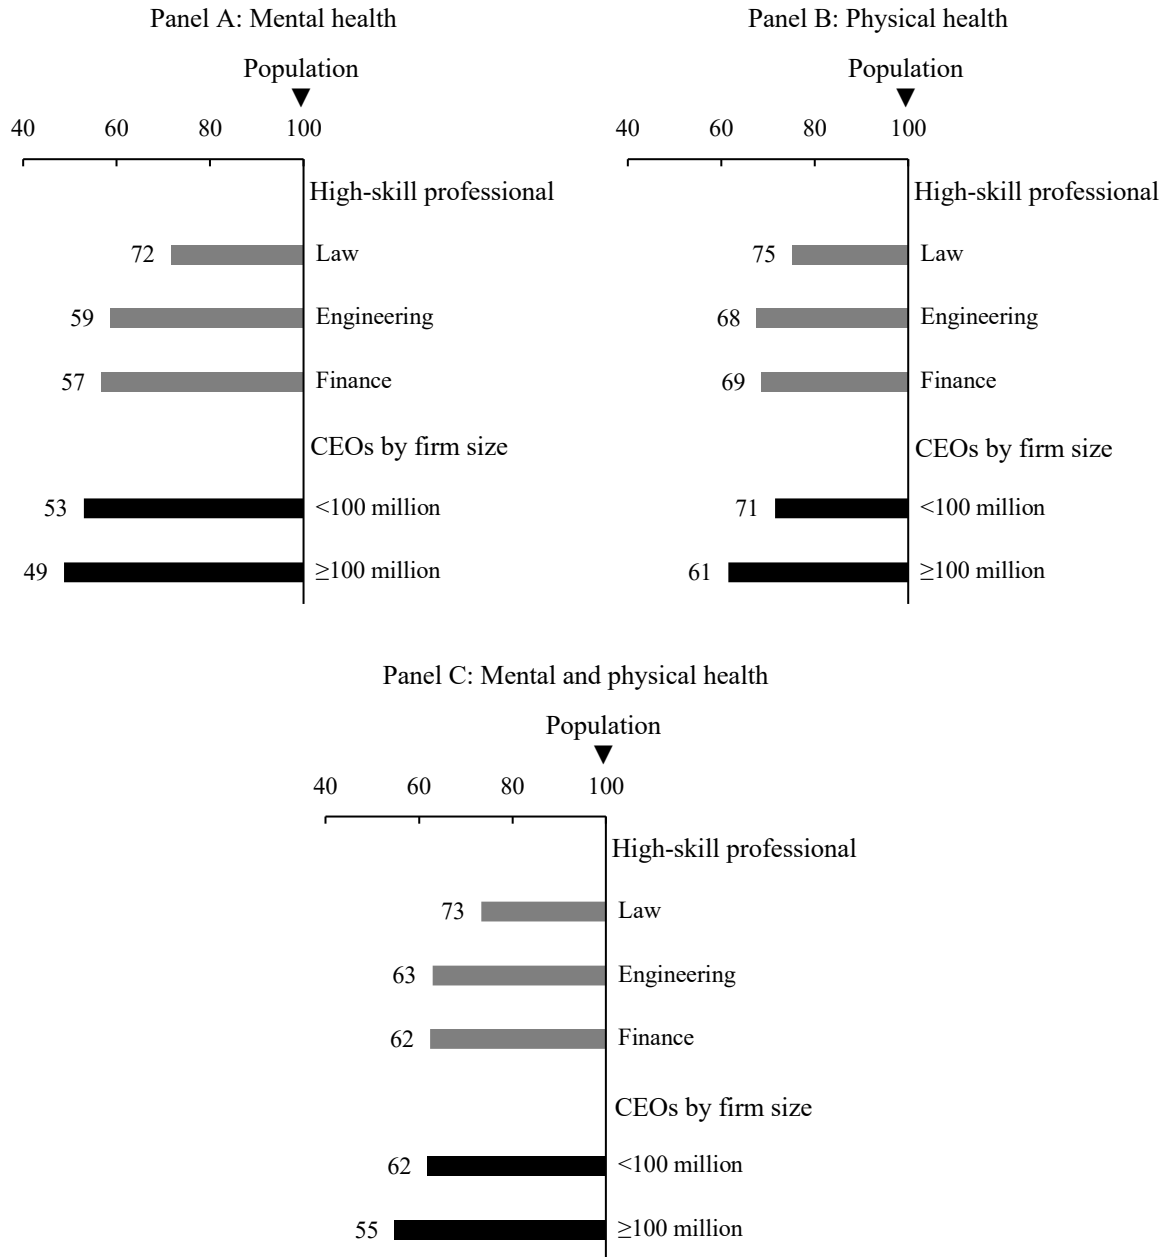 Panel A: Mental health
Population
40 60 80 100
High-skill professional
72 Law
59 Engineering
57 Finance
CEOs by firm size
53 <100 million
49 ≥100 million
Panel B: Physical health
Population
40 60 80 100
High-skill professional
75 Law
68 Engineering
69 Finance
CEOs by firm size
71 <100 million
61 ≥100 million
Panel C: Mental and physical health
Population
40 60 80 100
High-skill professional
73 Law
63 Engineering
62 Finance
CEOs by firm size
62 <100 million
55 ≥100 million